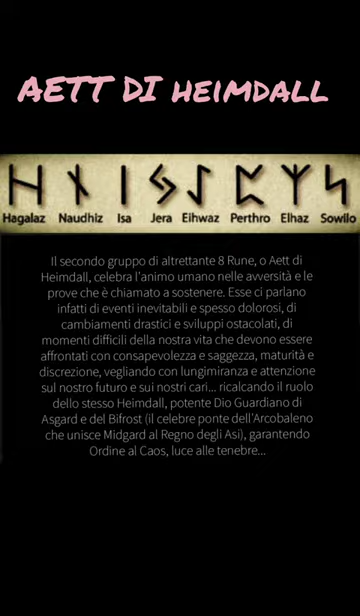 AETT DI HEIMDALL
Hagalaz Naudhiz Isa Jera Eihwaz Perthro Elhaz Sowilo
Il secondo gruppo di altrettante 8 Rune, o Aett di
Heimdall, celebra l'animo umano nelle avversità e le
prove che è chiamato a sostenere. Esse ci parlano
infatti di eventi inevitabili e spesso dolorosi, di
cambiamenti drastici e sviluppi ostacolati, di
momenti difficili della nostra vita che devono essere
affrontati con consapevolezza e saggezza, maturità e
discrezione, vegliando con lungimiranza e attenzione
sul nostro futuro e sui nostri cari... ricalcando il ruolo
dello stesso Heimdall, potente Dio Guardiano di
Asgard e del Bifrost (il celebre ponte dell'Arcobaleno
che unisce Midgard al Regno degli Asi), garantendo
Ordine al Caos, luce alle tenebre...